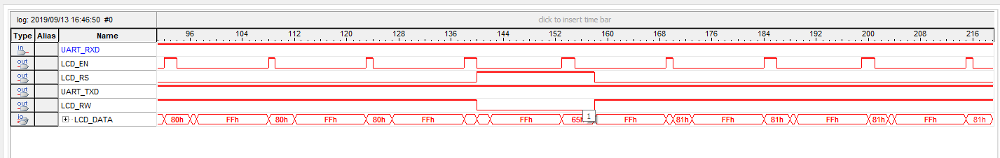 log: 2019/09/13 16:46:50 #0 click to insert time bar
Type Alias Name 96 104 112 120 128 136 144 152 160 168 176 184 192 200 208 216
in UART_RXD
out LCD_EN
out LCD_RS
out UART_TXD
out LCD_RW
io LCD_DATA 80h FFh 80h FFh 80h FFh FFh 65h 1 FFh 81h FFh 81h FFh 81h FFh 81h